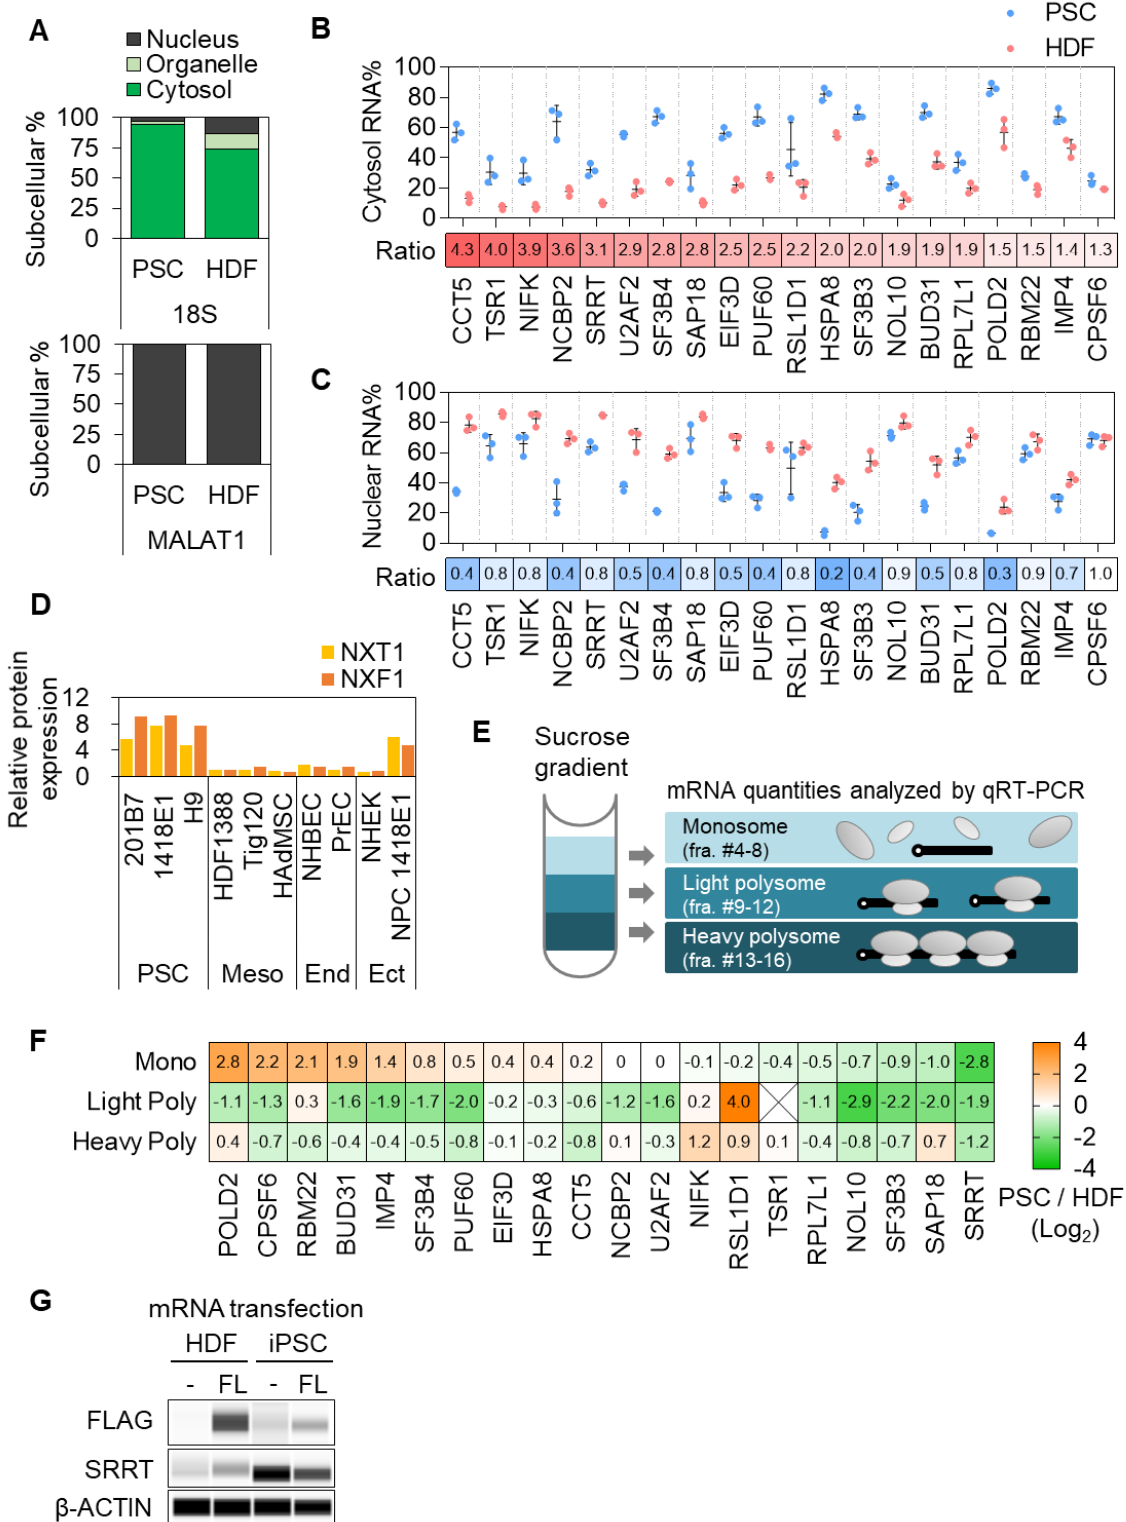 A
Nucleus
Organelle
Cytosol
Subcellular %
100
75
50
25
0
PSC HDF
18S
Subcellular %
100
75
50
25
0
PSC HDF
MALAT1
B
PSC
HDF
Cytosol RNA%
100
80
60
40
20
0
Ratio 4.3 4.0 3.9 3.6 3.1 2.9 2.8 2.8 2.5 2.5 2.2 2.0 2.0 1.9 1.9 1.9 1.5 1.5 1.4 1.3
CCT5 TSR1 NIFK NCBP2 SRRT U2AF2 SF3B4 SAP18 EIF3D PUF60 RSL1D1 HSPA8 SF3B3 NOL10 BUD31 RPL7L1 POLD2 RBM22 IMP4 CPSF6
C
Nuclear RNA%
100
80
60
40
20
0
Ratio 0.4 0.8 0.8 0.4 0.8 0.5 0.4 0.8 0.5 0.4 0.8 0.2 0.4 0.9 0.5 0.8 0.3 0.9 0.7 1.0
CCT5 TSR1 NIFK NCBP2 SRRT U2AF2 SF3B4 SAP18 EIF3D PUF60 RSL1D1 HSPA8 SF3B3 NOL10 BUD31 RPL7L1 POLD2 RBM22 IMP4 CPSF6
D
NXT1
NXF1
Relative protein
expression
12
8
4
0
201B7 1418E1 H9 HDF1388 Tig120 HAdMSC NHBEC PrEC NHEK NPC 1418E1
PSC Meso End Ect
E
Sucrose
gradient
mRNA quantities analyzed by qRT-PCR
Monosome
(fra. #4-8)
Light polysome
(fra. #9-12)
Heavy polysome
(fra. #13-16)
F
Mono 2.8 2.2 2.1 1.9 1.4 0.8 0.5 0.4 0.4 0.2 0 0 -0.1 -0.2 -0.4 -0.5 -0.7 -0.9 -1.0 -2.8
Light Poly -1.1 -1.3 0.3 -1.6 -1.9 -1.7 -2.0 -0.2 -0.3 -0.6 -1.2 -1.6 0.2 4.0 -1.1 -2.9 -2.2 -2.0 -1.9
Heavy Poly 0.4 -0.7 -0.6 -0.4 -0.4 -0.5 -0.8 -0.1 -0.2 -0.8 0.1 -0.3 1.2 0.9 0.1 -0.4 -0.8 -0.7 0.7 -1.2
POLD2 CPSF6 RBM22 BUD31 IMP4 SF3B4 PUF60 EIF3D HSPA8 CCT5 NCBP2 U2AF2 NIFK RSL1D1 TSR1 RPL7L1 NOL10 SF3B3 SAP18 SRRT
4
2
0
-2
-4
PSC / HDF
(Log2)
G
mRNA transfection
HDF iPSC
- FL - FL
FLAG
SRRT
β-ACTIN